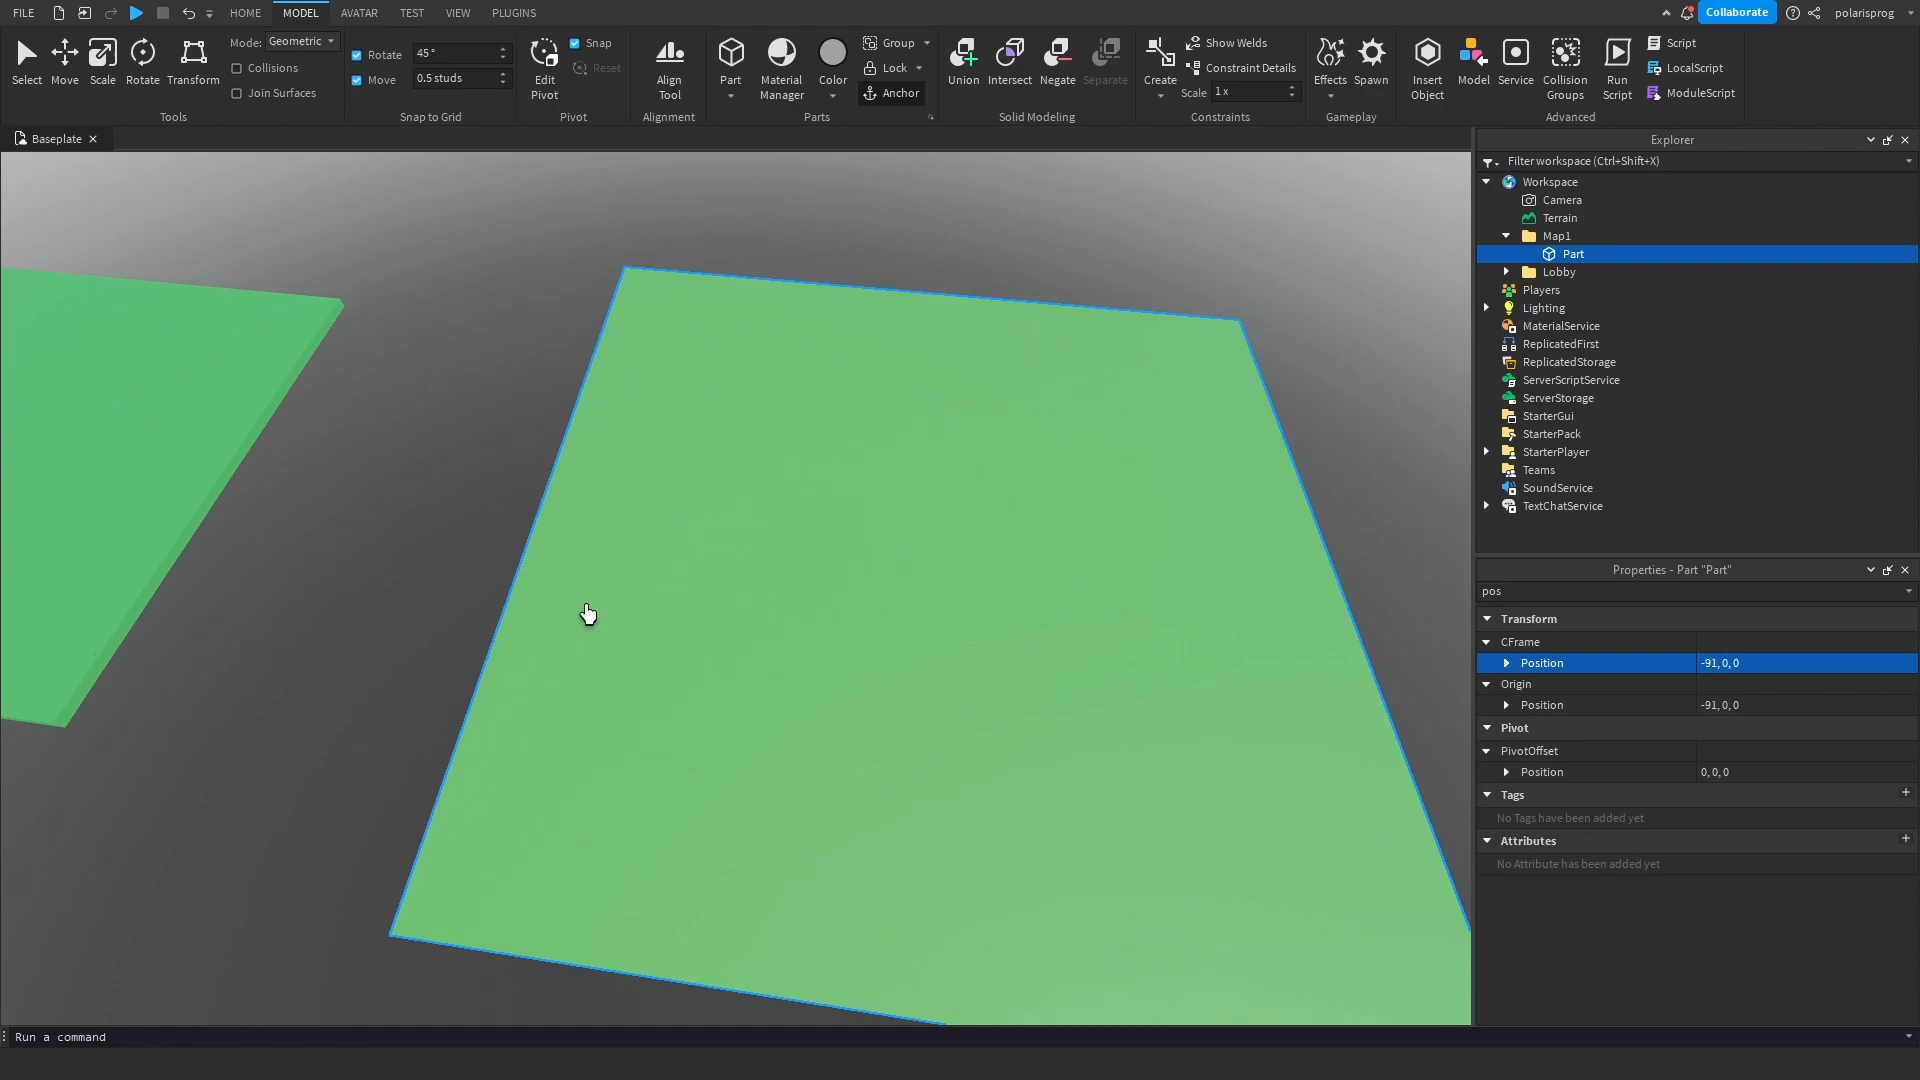 FILE HOME MODEL AVATAR TEST VIEW PLUGINS Collaborate polarisprog
Select Move Scale Rotate Transform
Mode: Geometric
Collisions
Join Surfaces
Tools
Rotate 45°
Move 0.5 studs
Snap to Grid
Edit Pivot
Snap
Reset
Pivot
Align Tool
Alignment
Part
Material Manager
Color
Group
Lock
Anchor
Parts
Union Intersect Negate Separate
Solid Modeling
Create
Show Welds
Constraint Details
Scale 1 x
Constraints
Effects Spawn
Gameplay
Insert Object
Model
Service
Collision Groups
Run Script
Script
LocalScript
ModuleScript
Advanced
Baseplate
Explorer
Filter workspace (Ctrl+Shift+X)
Workspace
Camera
Terrain
Map1
Part
Lobby
Players
Lighting
MaterialService
ReplicatedFirst
ReplicatedStorage
ServerScriptService
ServerStorage
StarterGui
StarterPack
StarterPlayer
Teams
SoundService
TextChatService
Properties - Part "Part"
pos
Transform
CFrame
Position -91, 0, 0
Origin
Position -91, 0, 0
Pivot
PivotOffset
Position 0, 0, 0
Tags
No Tags have been added yet
Attributes
No Attribute has been added yet
Run a command